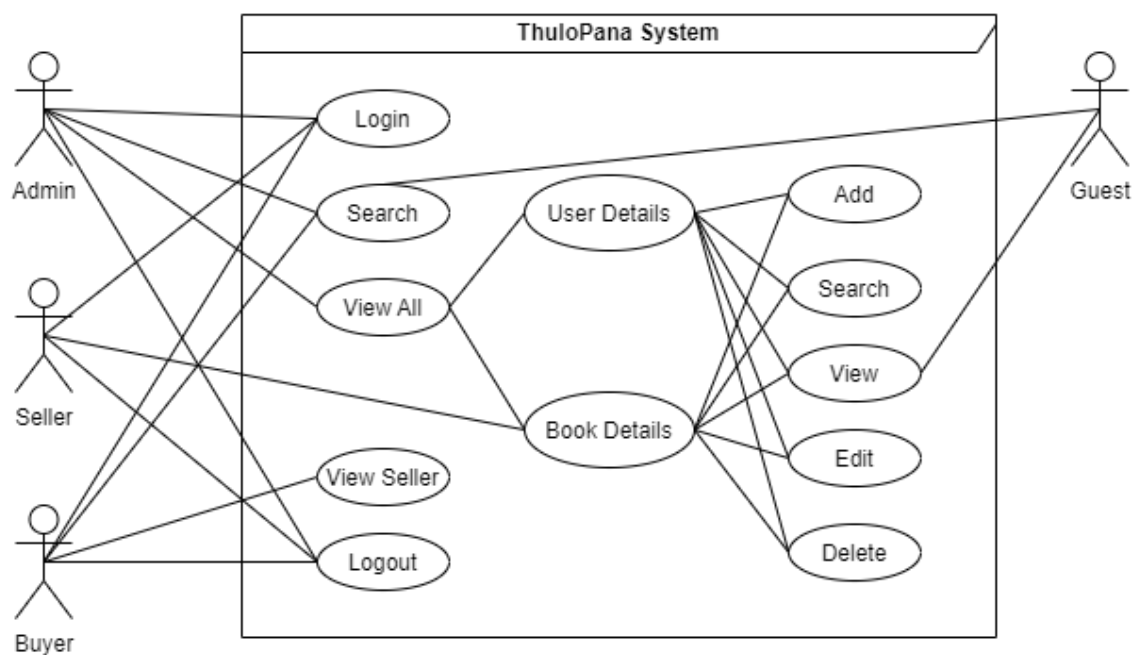 ThuloPana System
Admin
Seller
Buyer
Login
Search
View All
View Seller
Logout
User Details
Book Details
Add
Search
View
Edit
Delete
Guest